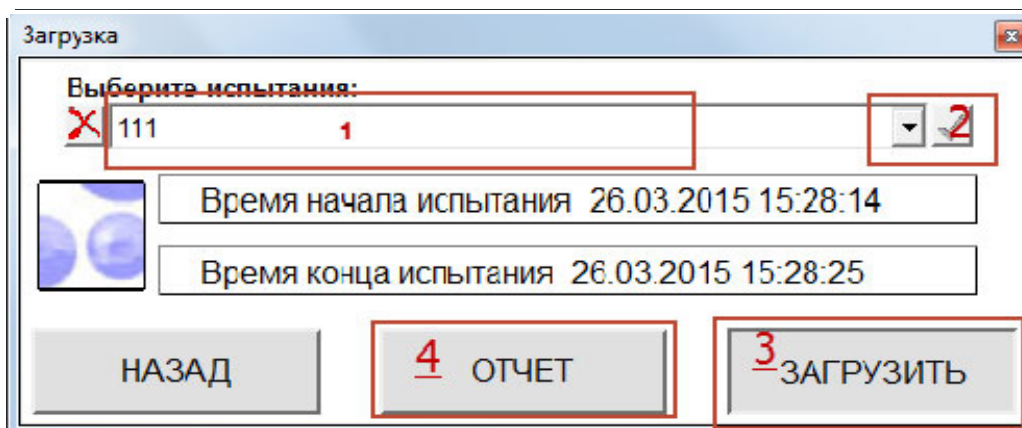 Загрузка
Выберите испытания:
111 1 2
Время начала испытания 26.03.2015 15:28:14
Время конца испытания 26.03.2015 15:28:25
НАЗАД 4 ОТЧЕТ 3 ЗАГРУЗИТЬ